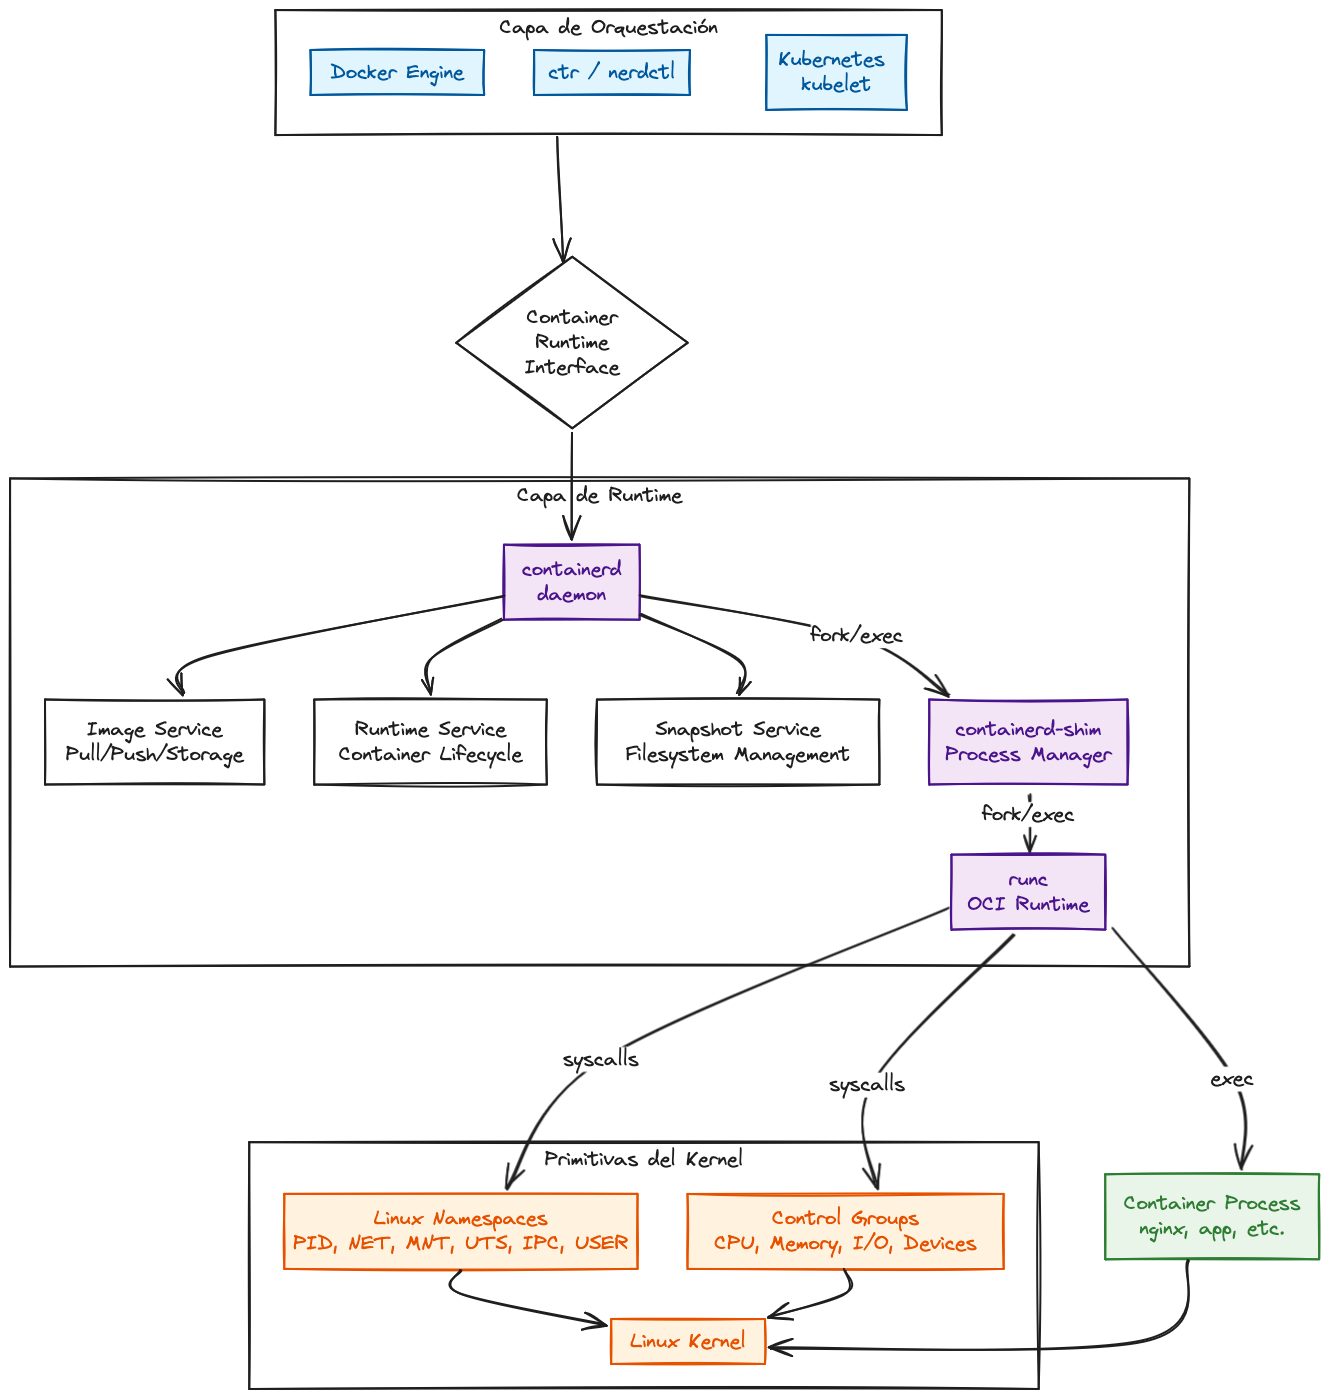 Capa de Orquestación
Docker Engine
ctr / nerdctl
Kubernetes
kubelet
Container
Runtime
Interface
Capa de Runtime
containerd
daemon
fork/exec
Image Service
Pull/Push/Storage
Runtime Service
Container Lifecycle
Snapshot Service
Filesystem Management
containerd-shim
Process Manager
fork/exec
runc
OCI Runtime
syscalls
syscalls
exec
Primitivas del Kernel
Linux Namespaces
PID, NET, MNT, UTS, IPC, USER
Control Groups
CPU, Memory, I/O, Devices
Container Process
nginx, app, etc.
Linux Kernel